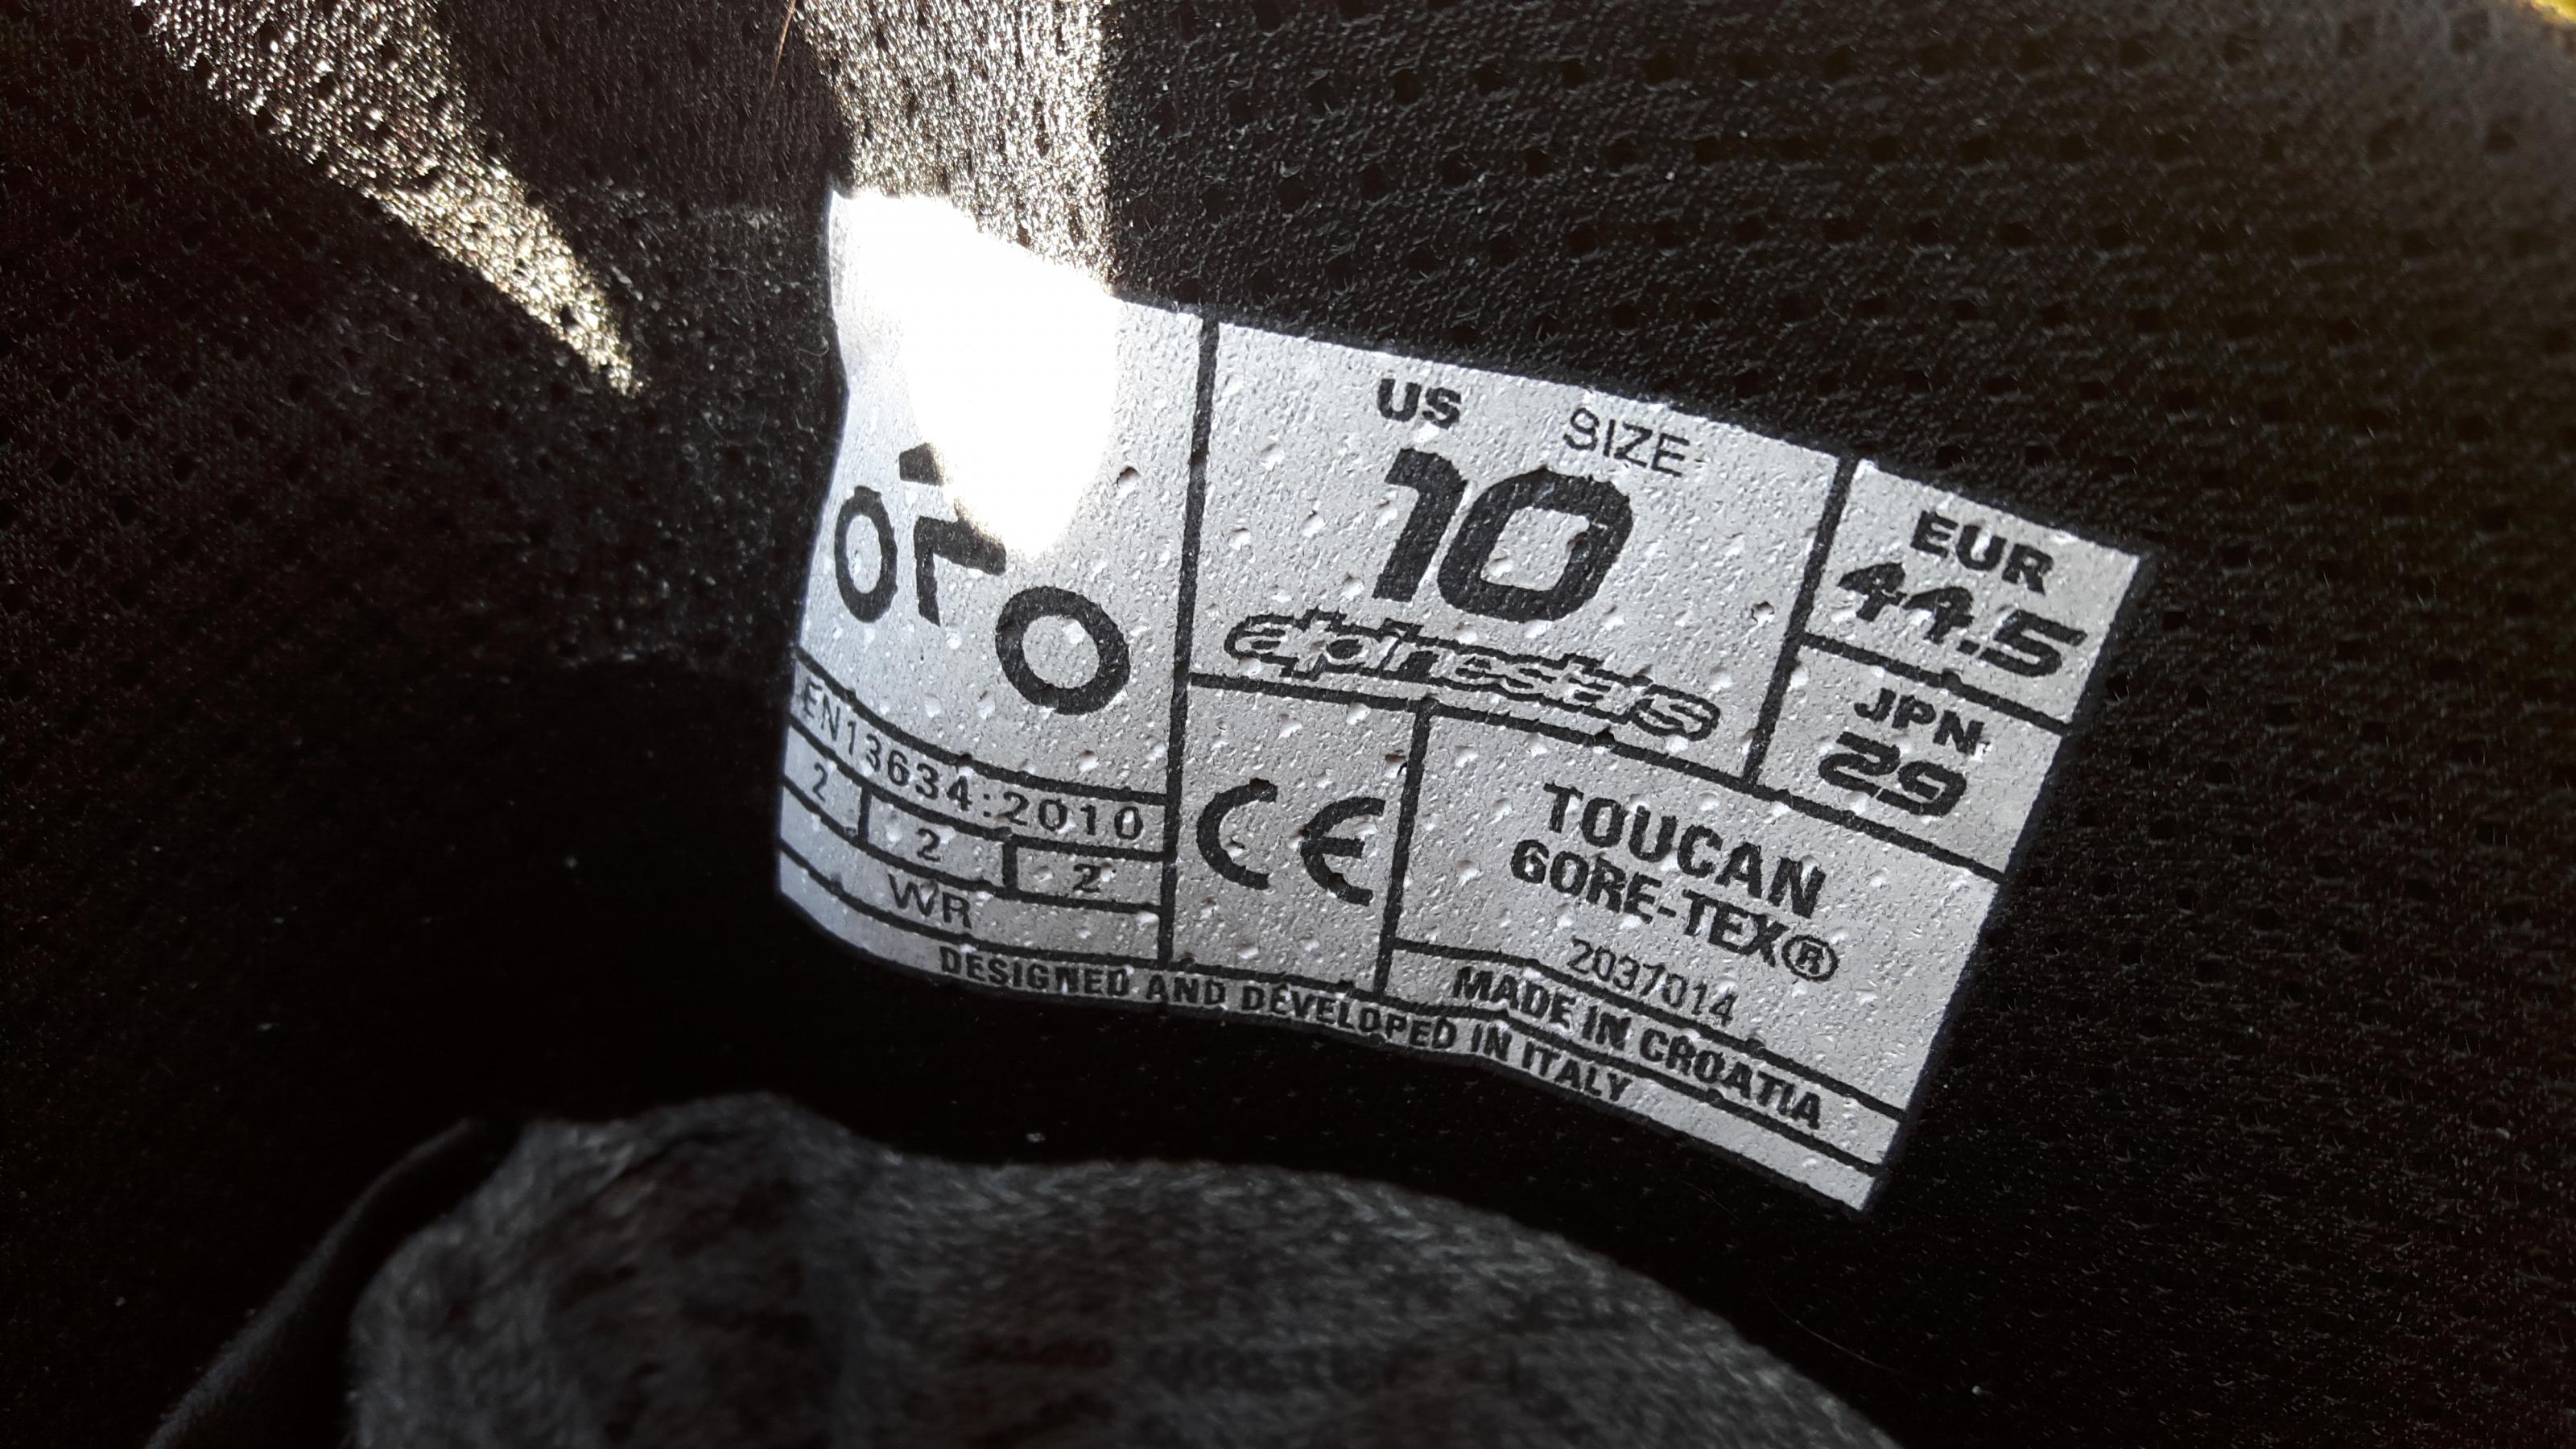 US SIZE
10
alpinestars
EUR
44.5
JPN
29
EN13634:2010
2 2 2
WR
CE
TOUCAN
GORE-TEX®
2037014
MADE IN CROATIA
DESIGNED AND DEVELOPED IN ITALY